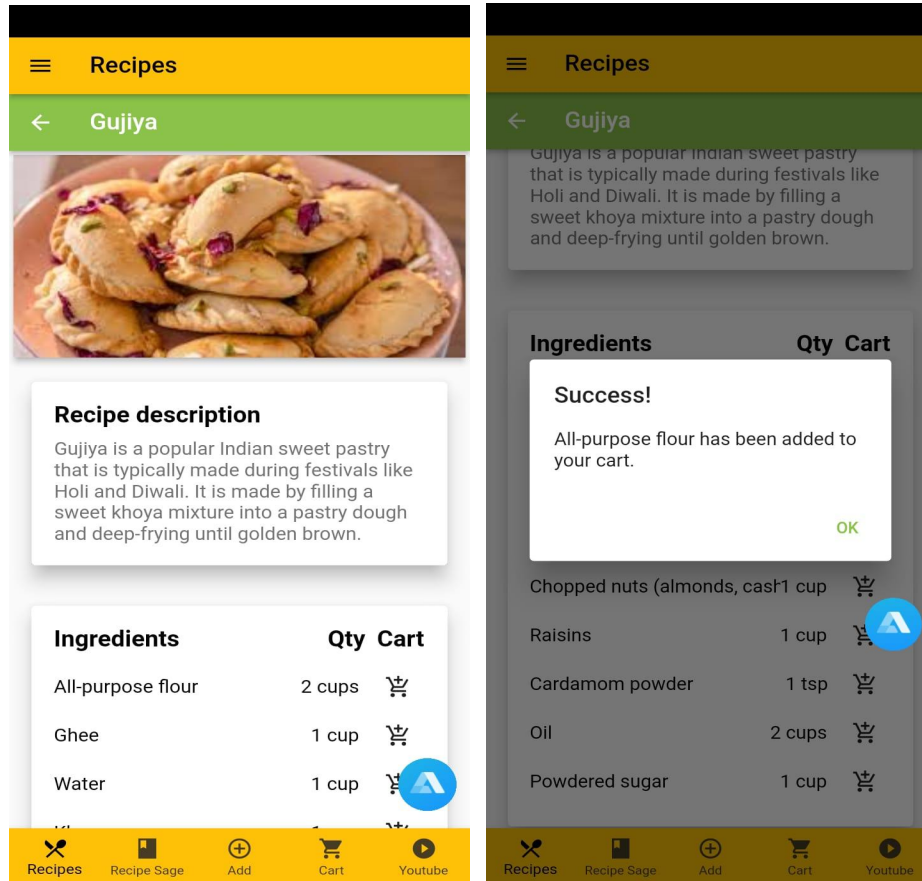 Recipes
Gujiya
Recipe description
Gujiya is a popular Indian sweet pastry
that is typically made during festivals like
Holi and Diwali. It is made by filling a
sweet khoya mixture into a pastry dough
and deep-frying until golden brown.
Ingredients Qty Cart
All-purpose flour 2 cups
Ghee 1 cup
Water 1 cup
Recipes Recipe Sage Add Cart Youtube
Recipes
Gujiya
Gujiya is a popular Indian sweet pastry
that is typically made during festivals like
Holi and Diwali. It is made by filling a
sweet khoya mixture into a pastry dough
and deep-frying until golden brown.
Ingredients Qty Cart
Success!
All-purpose flour has been added to
your cart.
OK
Chopped nuts (almonds, cash 1 cup
Raisins 1 cup
Cardamom powder 1 tsp
Oil 2 cups
Powdered sugar 1 cup
Recipes Recipe Sage Add Cart Youtube